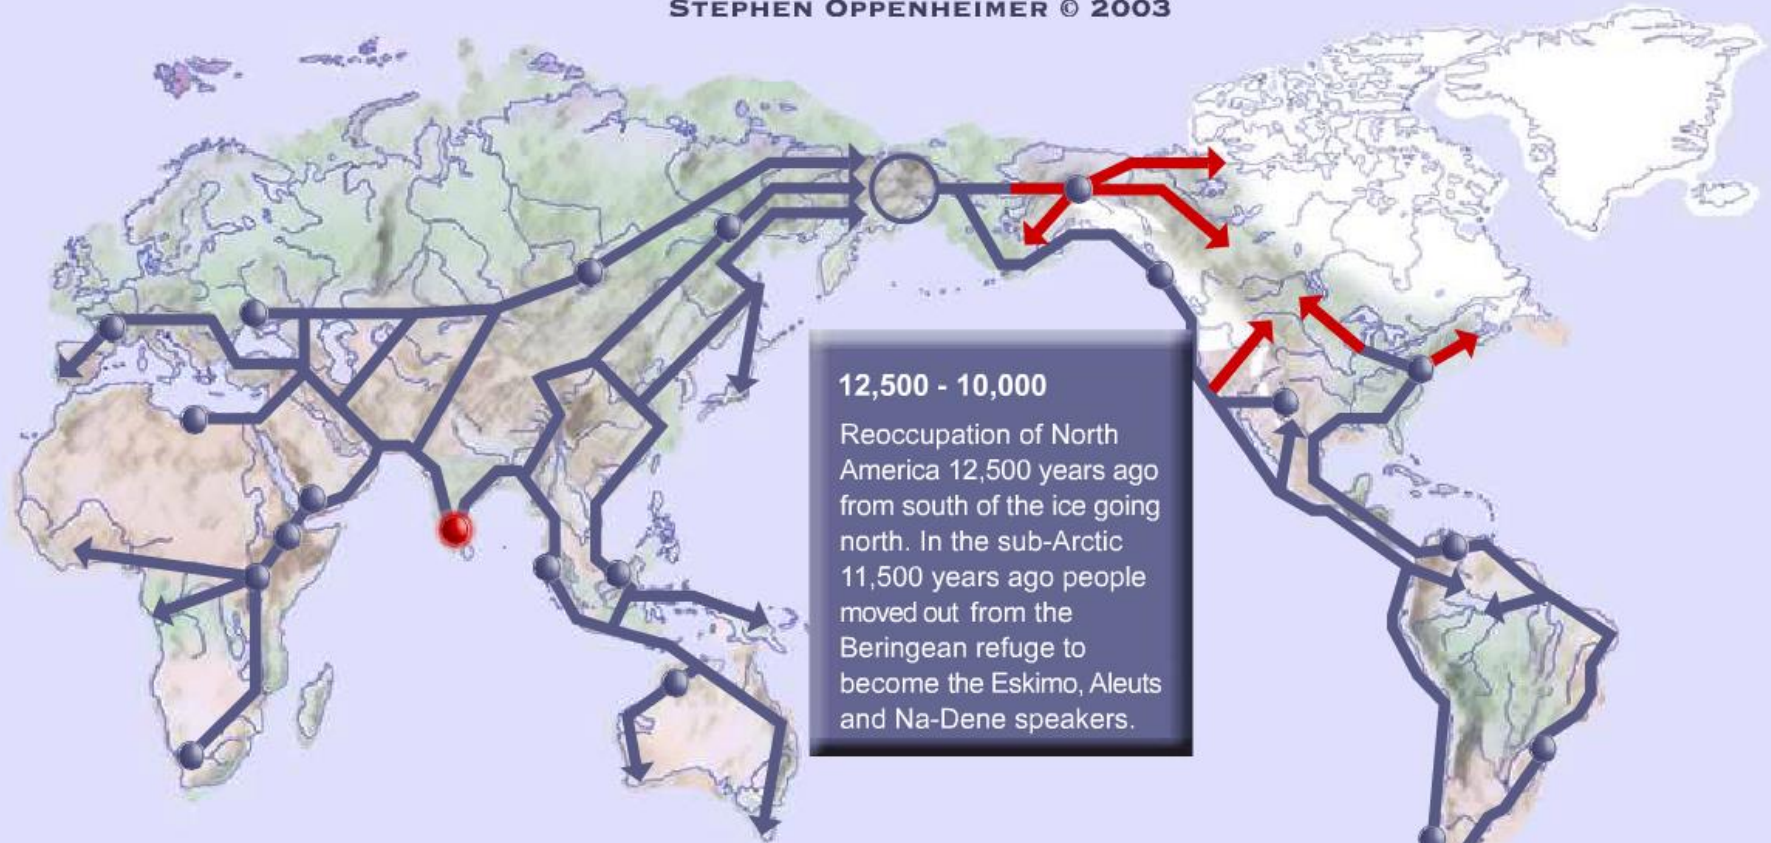 STEPHEN OPPENHEIMER © 2003
12,500 - 10,000
Reoccupation of North
America 12,500 years ago
from south of the ice going
north. In the sub-Arctic
11,500 years ago people
moved out from the
Beringean refuge to
become the Eskimo, Aleuts
and Na-Dene speakers.